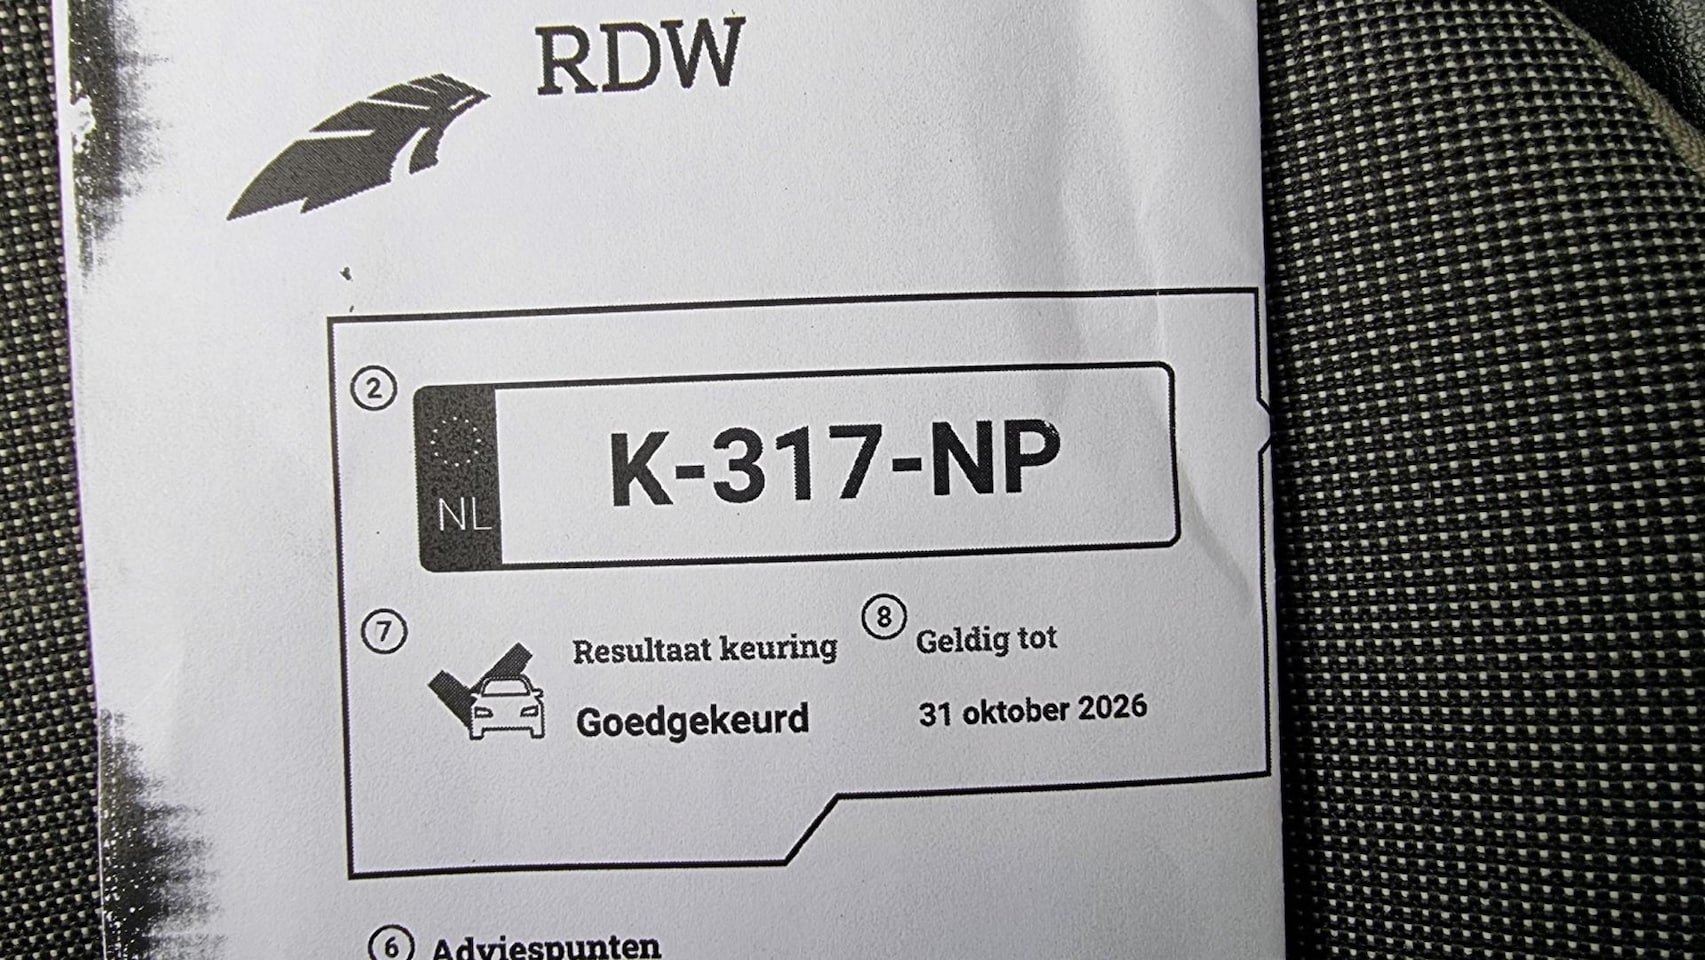 RDW
2
NL
K-317-NP
7
Resultaat keuring
Goedgekeurd
8
Geldig tot
31 oktober 2026
6 Adviespunten